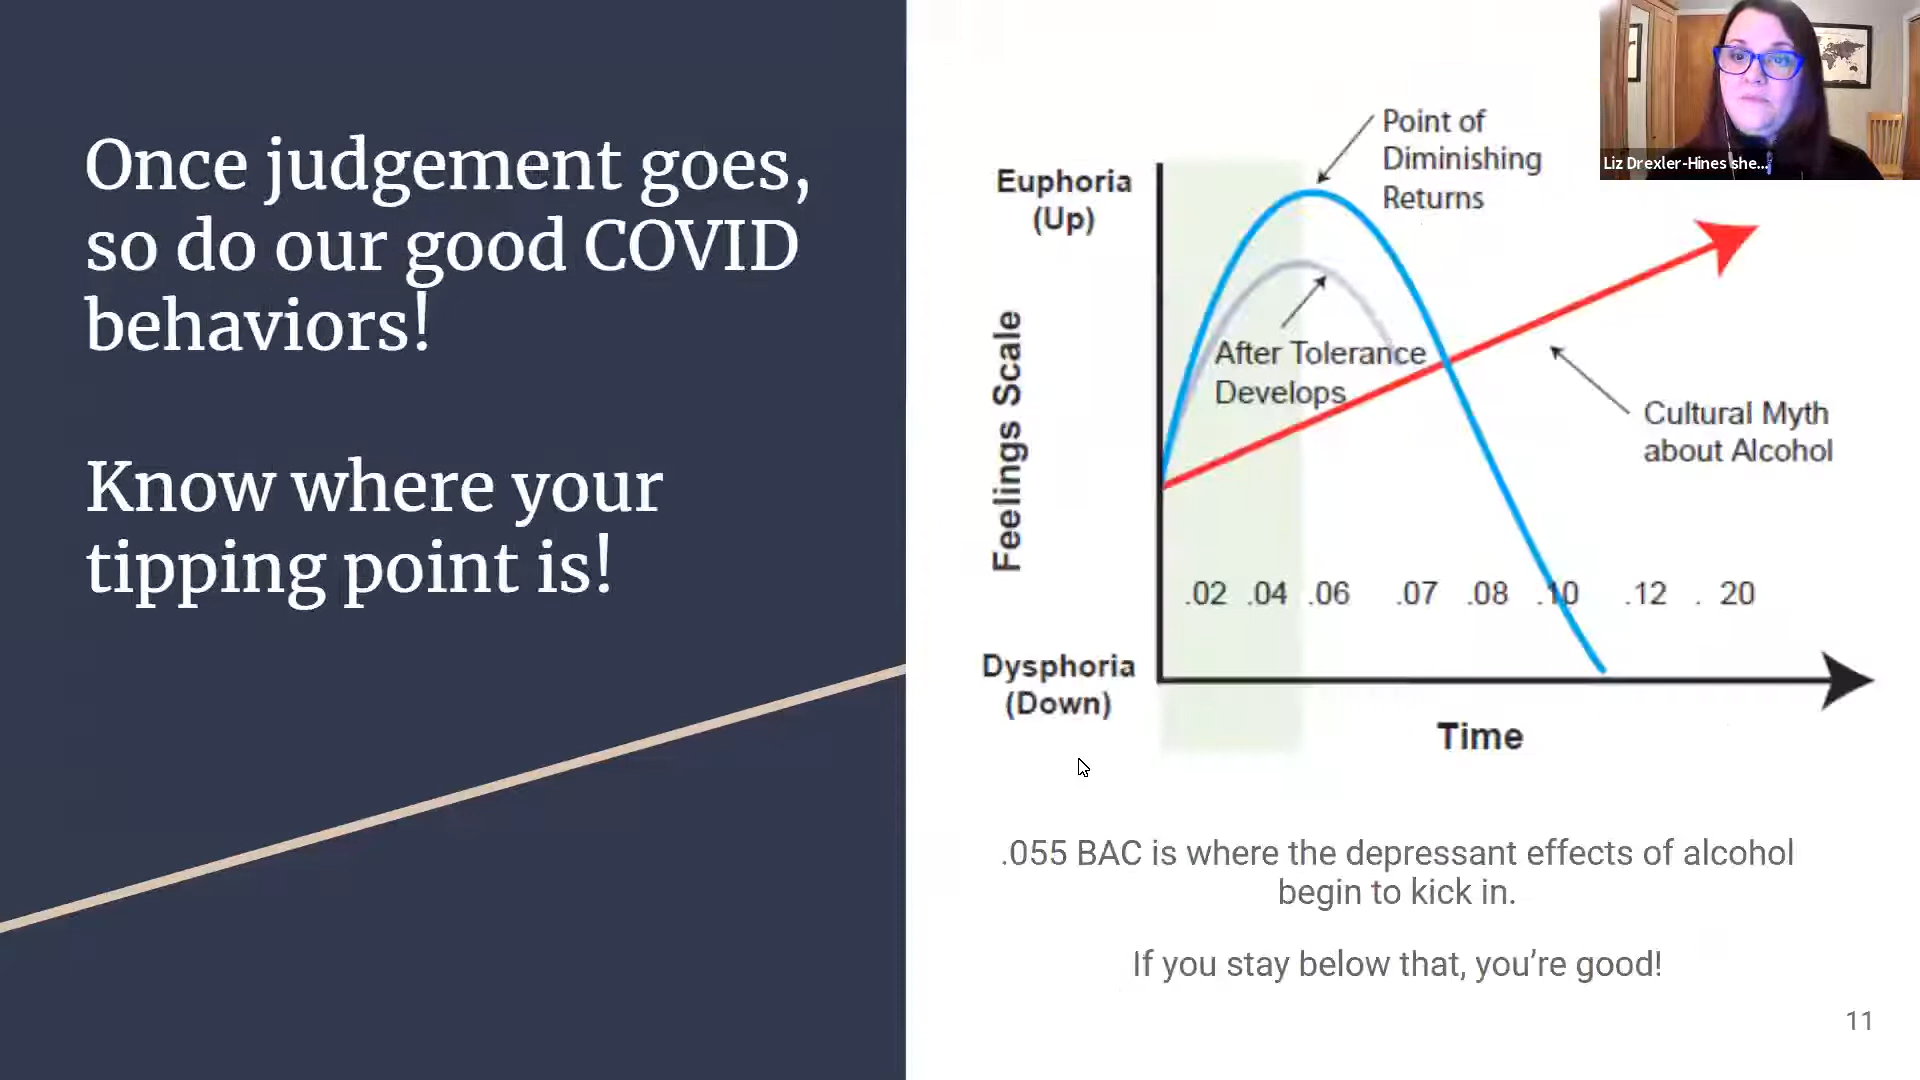 Once judgement goes,
so do our good COVID
behaviors!
Know where your
tipping point is!
Point of
Diminishing
Returns
Euphoria
(Up)
After Tolerance
Develops
Cultural Myth
about Alcohol
Feelings Scale
.02 .04 .06 .07 .08 .10 .12 . 20
Dysphoria
(Down)
Time
.055 BAC is where the depressant effects of alcohol
begin to kick in.
If you stay below that, you’re good!
11
Liz Drexler-Hines she...